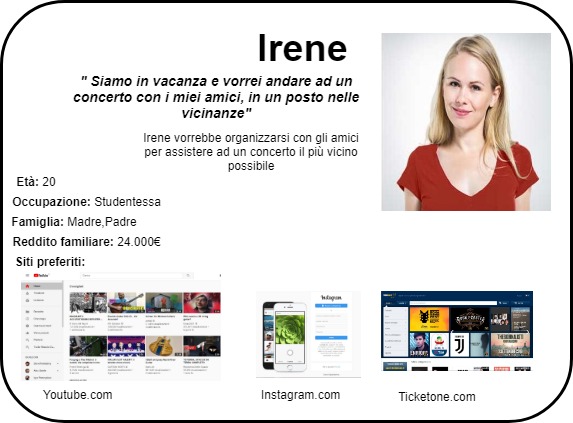 Irene
" Siamo in vacanza e vorrei andare ad un
concerto con i miei amici, in un posto nelle
vicinanze"
Irene vorrebbe organizzarsi con gli amici
per assistere ad un concerto il più vicino
possibile
Età: 20
Occupazione: Studentessa
Famiglia: Madre,Padre
Reddito familiare: 24.000€
Siti preferiti:
Instagram
Youtube.com
Instagram.com
Ticketone.com